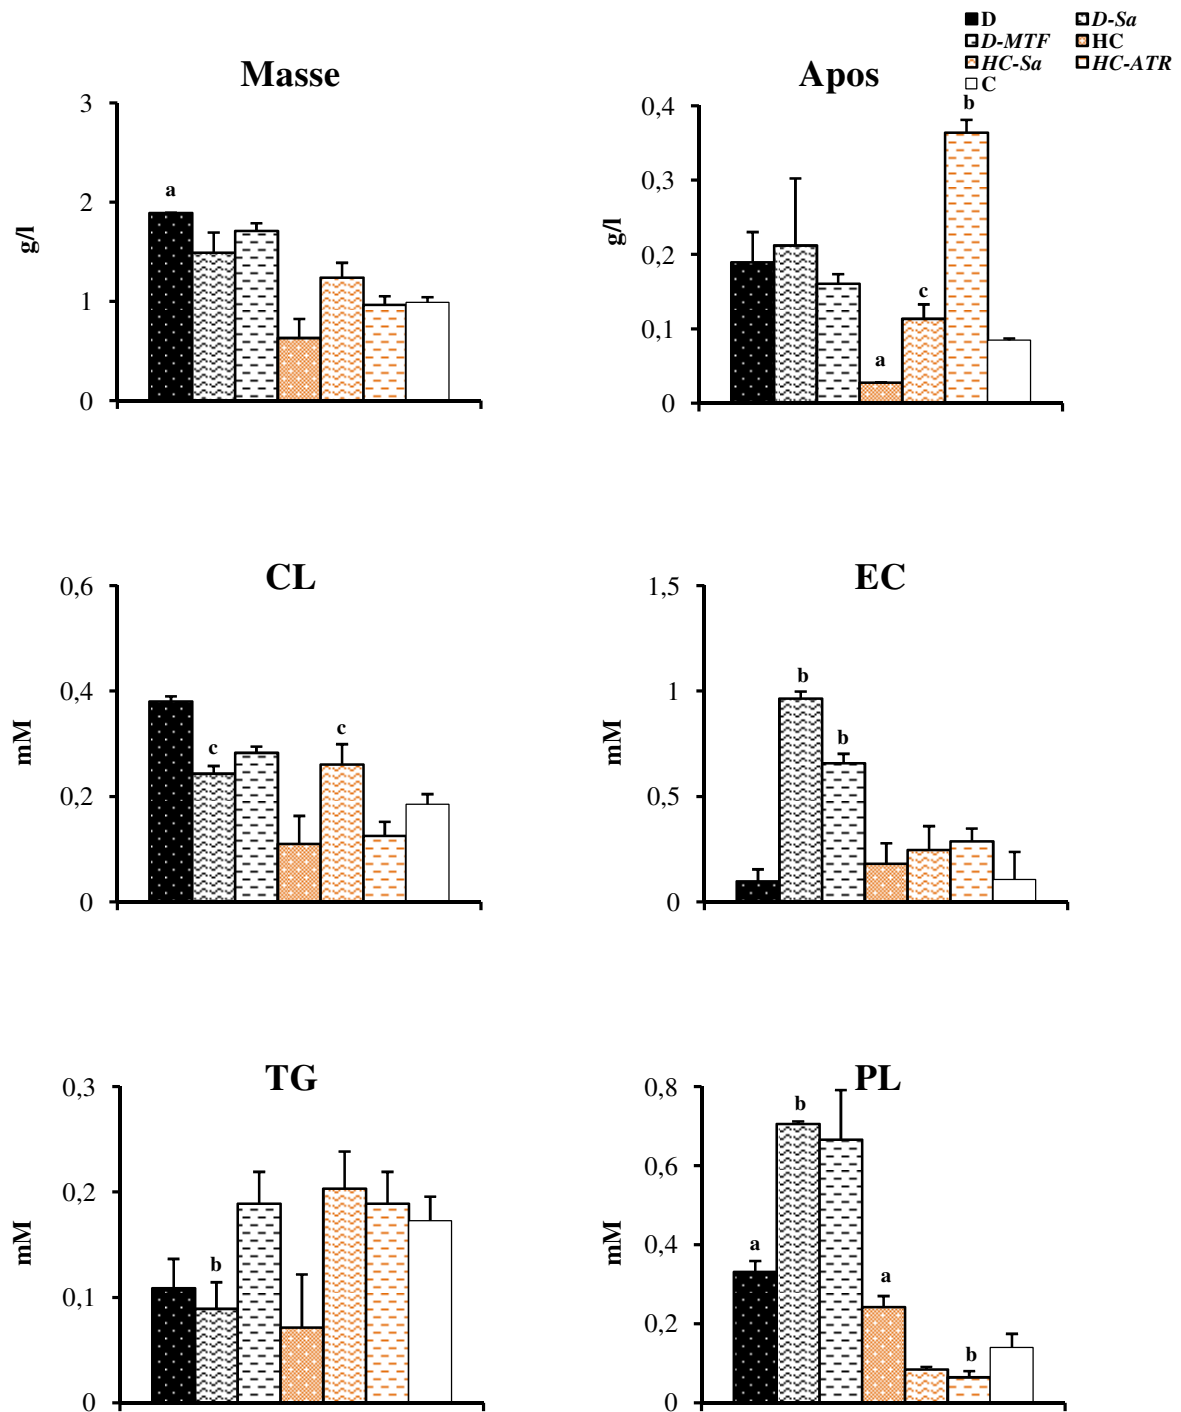 D D-Sa
D-MTF HC
HC-Sa HC-ATR
C
Masse
3
2
1
0
g/l
a
Apos
0,4
0,3
0,2
0,1
0
g/l
a
c
b
CL
0,6
0,4
0,2
0
mM
c
c
EC
1,5
1
0,5
0
mM
b
b
TG
0,3
0,2
0,1
0
mM
b
PL
0,8
0,6
0,4
0,2
0
mM
a
b
a
b